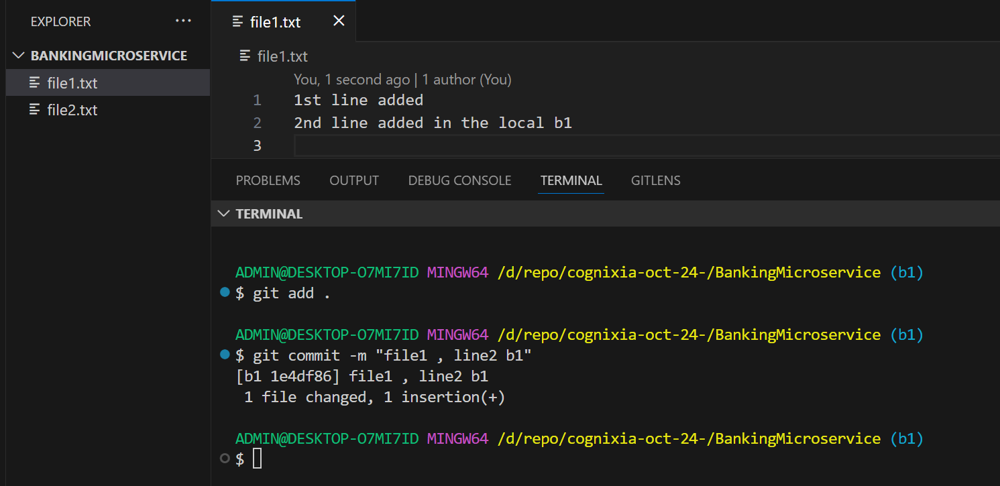 EXPLORER ...
BANKINGMICROSERVICE
file1.txt
file2.txt
file1.txt
file1.txt
You, 1 second ago | 1 author (You)
1 1st line added
2 2nd line added in the local b1
3
PROBLEMS OUTPUT DEBUG CONSOLE TERMINAL GITLENS
TERMINAL
ADMIN@DESKTOP-O7MI7ID MINGW64 /d/repo/cognixia-oct-24-/BankingMicroservice (b1)
$ git add .
ADMIN@DESKTOP-O7MI7ID MINGW64 /d/repo/cognixia-oct-24-/BankingMicroservice (b1)
$ git commit -m "file1 , line2 b1"
[b1 1e4df86] file1 , line2 b1
1 file changed, 1 insertion(+)
ADMIN@DESKTOP-O7MI7ID MINGW64 /d/repo/cognixia-oct-24-/BankingMicroservice (b1)
$